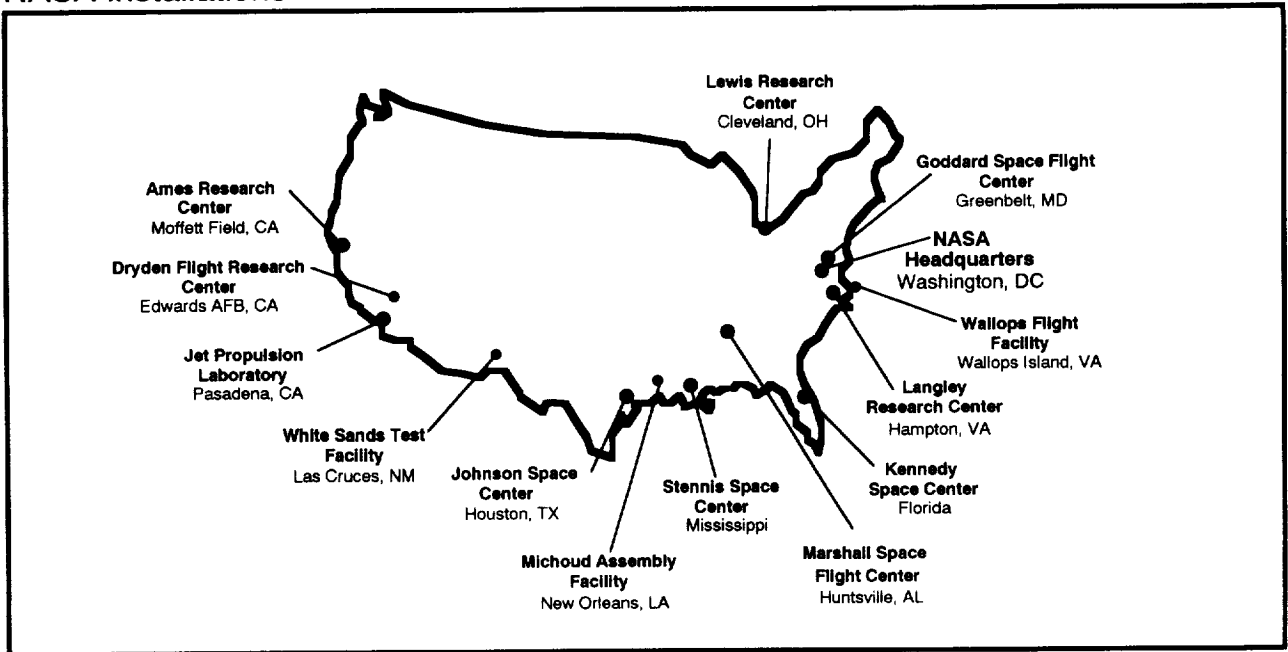 Lewis Research
Center
Cleveland, OH
Goddard Space Flight
Center
Greenbelt, MD
Ames Research
Center
Moffett Field, CA
NASA
Headquarters
Washington, DC
Dryden Flight Research
Center
Edwards AFB, CA
Wallops Flight
Facility
Wallops Island, VA
Jet Propulsion
Laboratory
Pasadena, CA
Langley
Research Center
Hampton, VA
White Sands Test
Facility
Las Cruces, NM
Johnson Space
Center
Houston, TX
Stennis Space
Center
Mississippi
Kennedy
Space Center
Florida
Michoud Assembly
Facility
New Orleans, LA
Marshall Space
Flight Center
Huntsville, AL